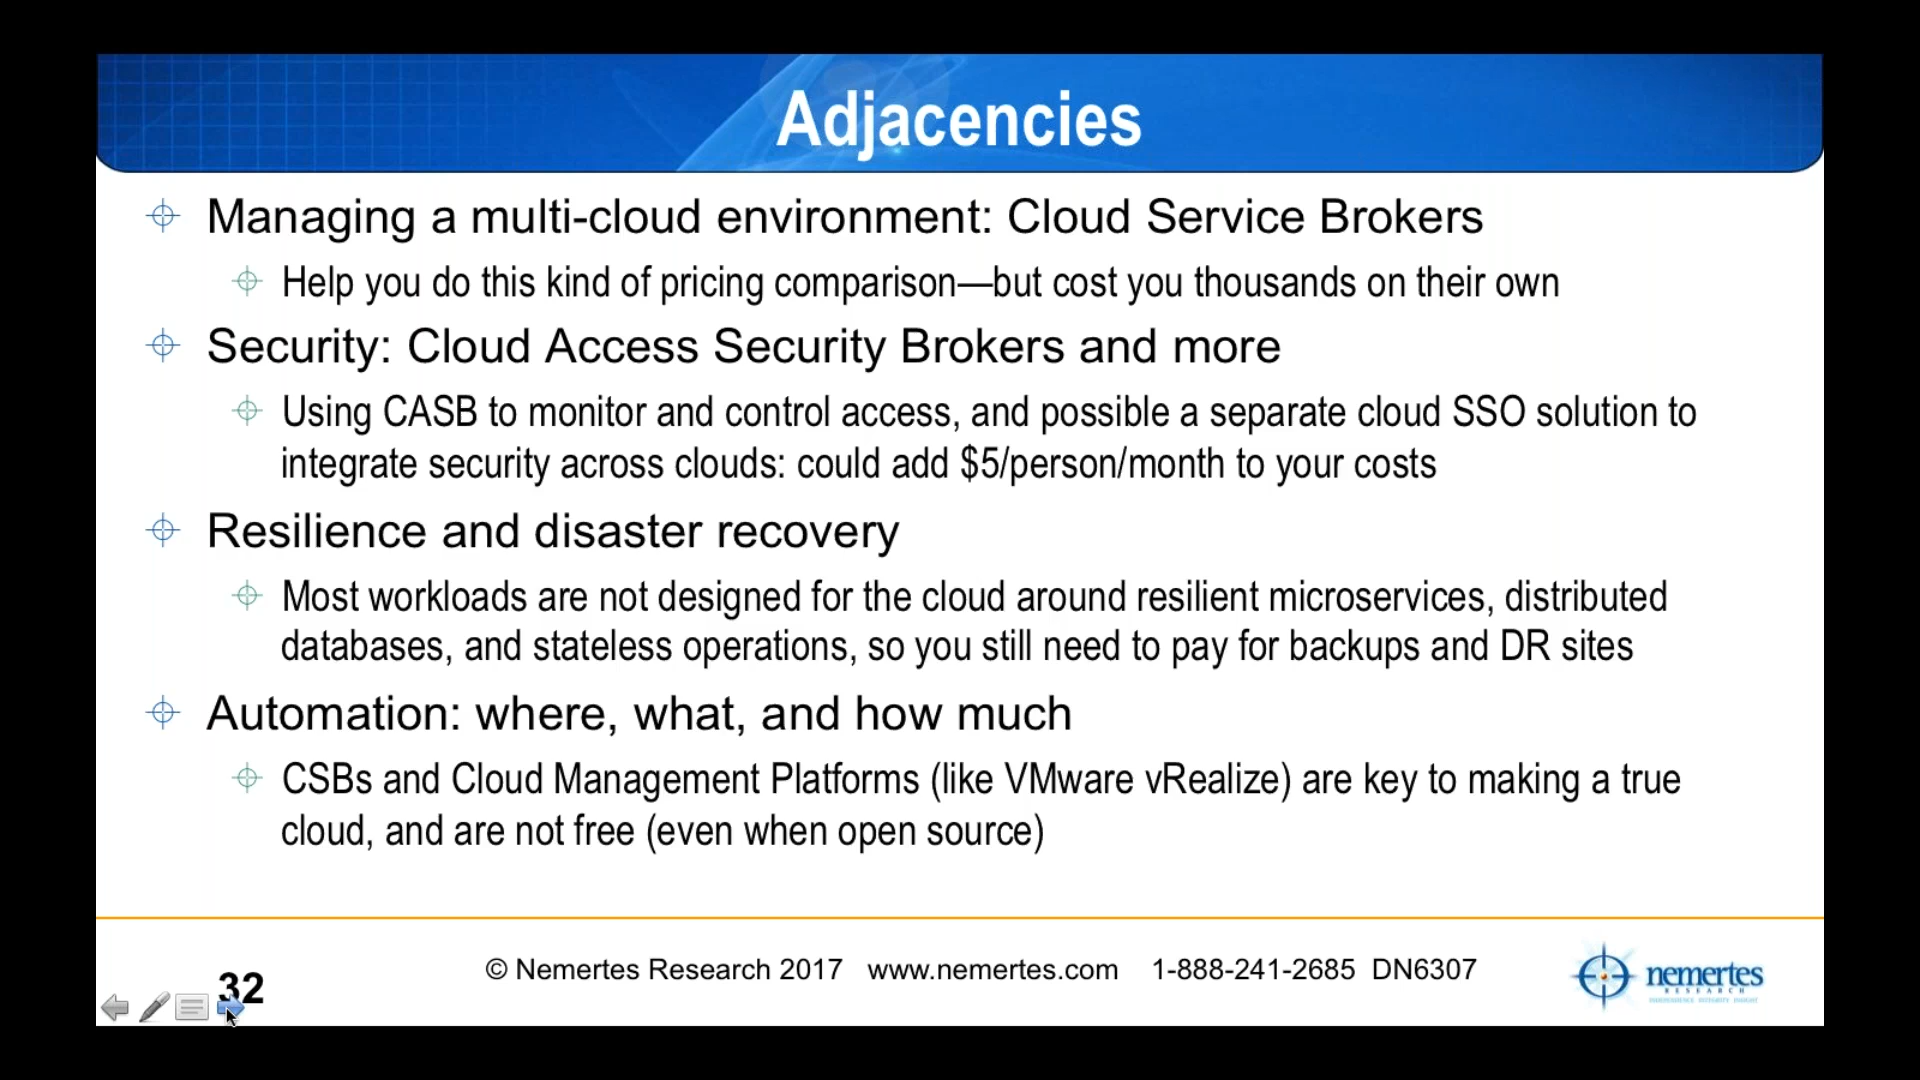 Adjacencies
Managing a multi-cloud environment: Cloud Service Brokers
Help you do this kind of pricing comparison—but cost you thousands on their own
Security: Cloud Access Security Brokers and more
Using CASB to monitor and control access, and possible a separate cloud SSO solution to
integrate security across clouds: could add $5/person/month to your costs
Resilience and disaster recovery
Most workloads are not designed for the cloud around resilient microservices, distributed
databases, and stateless operations, so you still need to pay for backups and DR sites
Automation: where, what, and how much
CSBs and Cloud Management Platforms (like VMware vRealize) are key to making a true
cloud, and are not free (even when open source)
32
© Nemertes Research 2017 www.nemertes.com 1-888-241-2685 DN6307
nemertes
RESEARCH
INDEPENDENCE INTEGRITY INSIGHT